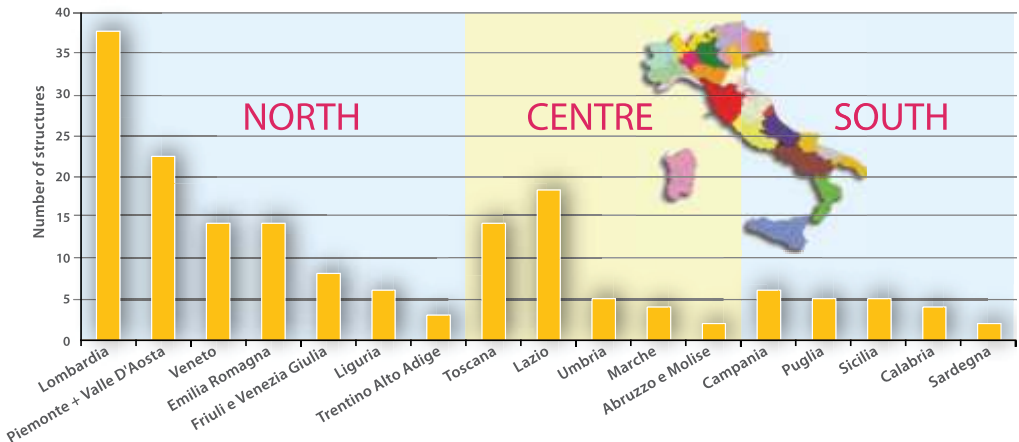 Number of structures
40
35
30
25
20
15
10
5
0
NORTH
CENTRE
SOUTH
Lombardia
Piemonte + Valle D'Aosta
Veneto
Emilia Romagna
Friuli e Venezia Giulia
Liguria
Trentino Alto Adige
Toscana
Lazio
Umbria
Marche
Abruzzo e Molise
Campania
Puglia
Sicilia
Calabria
Sardegna